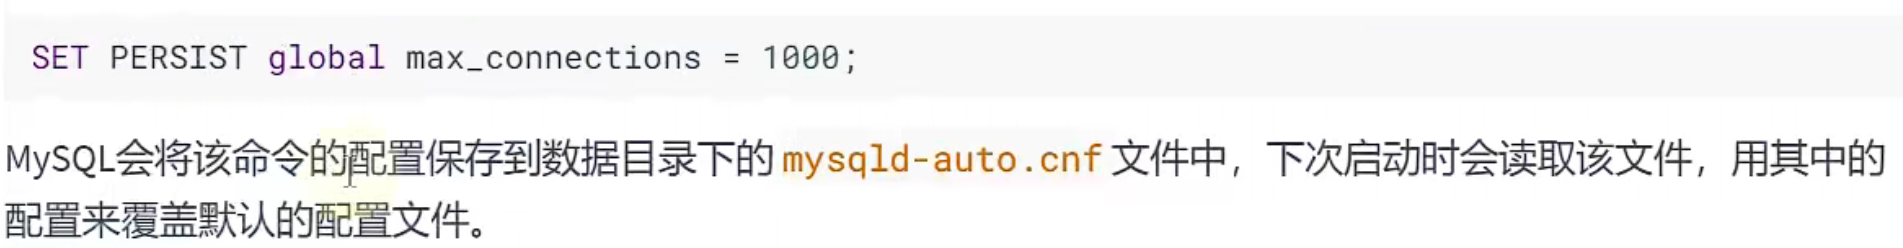 SET PERSIST global max_connections = 1000;
MySQL会将该命令的配置保存到数据目录下的 mysqld-auto.cnf 文件中，下次启动时会读取该文件，用其中的
配置来覆盖默认的配置文件。